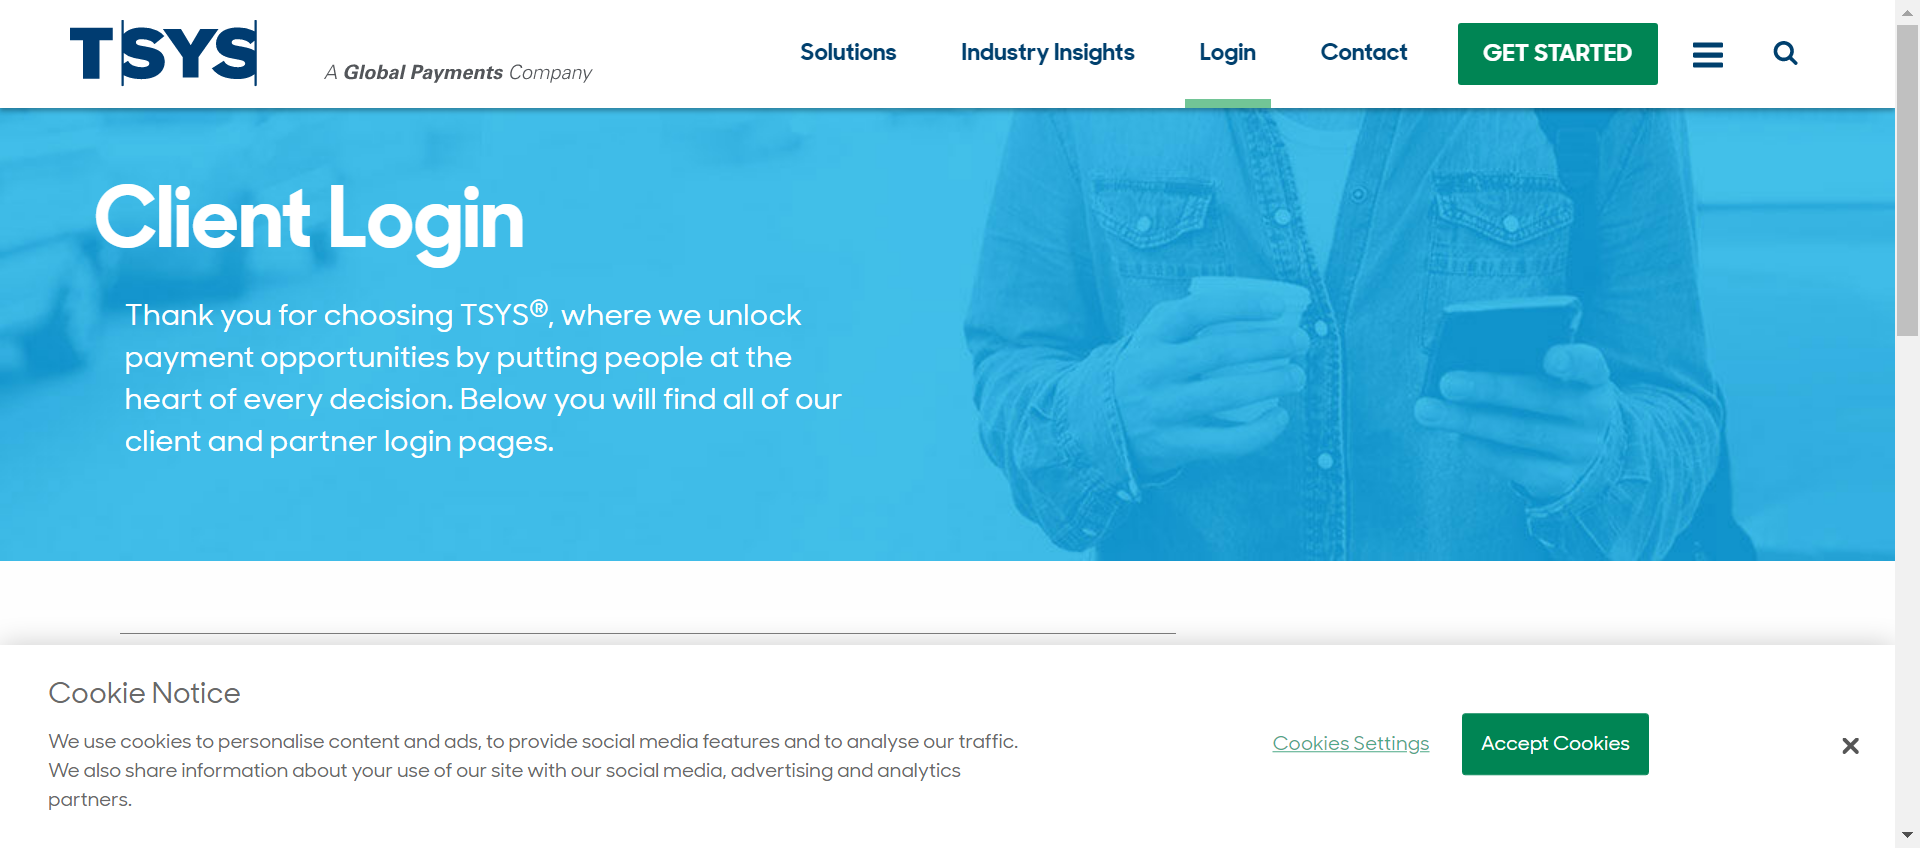 TSYS
A Global Payments Company
Solutions
Industry Insights
Login
Contact
GET STARTED
Client Login
Thank you for choosing TSYS®, where we unlock
payment opportunities by putting people at the
heart of every decision. Below you will find all of our
client and partner login pages.
Cookie Notice
We use cookies to personalise content and ads, to provide social media features and to analyse our traffic.
We also share information about your use of our site with our social media, advertising and analytics
partners.
Cookies Settings
Accept Cookies